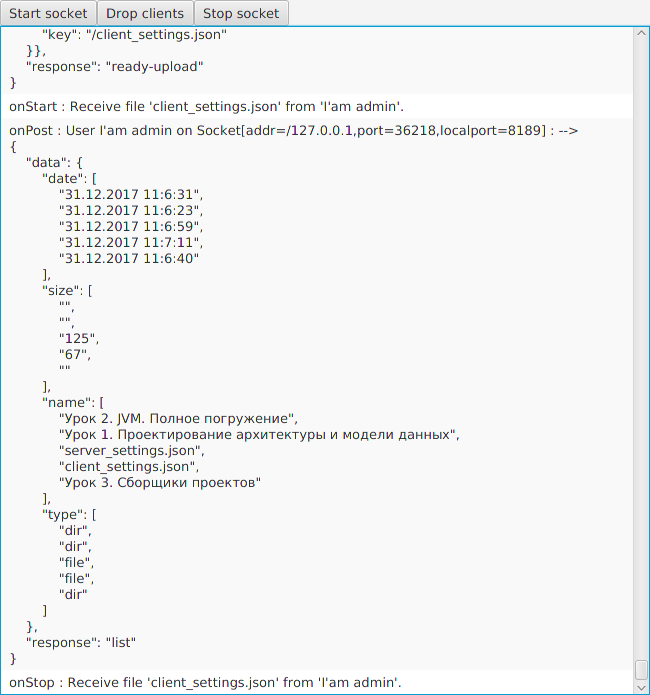 Start socket Drop clients Stop socket
"key": "/client_settings.json"
}},
"response": "ready-upload"
}
onStart : Receive file 'client_settings.json' from 'I'am admin'.
onPost : User I'am admin on Socket[addr=/127.0.0.1,port=36218,localport=8189] : -->
{
"data": {
"date": [
"31.12.2017 11:6:31",
"31.12.2017 11:6:23",
"31.12.2017 11:6:59",
"31.12.2017 11:7:11",
"31.12.2017 11:6:40"
],
"size": [
"",
"",
"125",
"67",
""
],
"name": [
"Урок 2. JVM. Полное погружение",
"Урок 1. Проектирование архитектуры и модели данных",
"server_settings.json",
"client_settings.json",
"Урок 3. Сборщики проектов"
],
"type": [
"dir",
"dir",
"file",
"file",
"dir"
]
},
"response": "list"
}
onStop : Receive file 'client_settings.json' from 'I'am admin'.